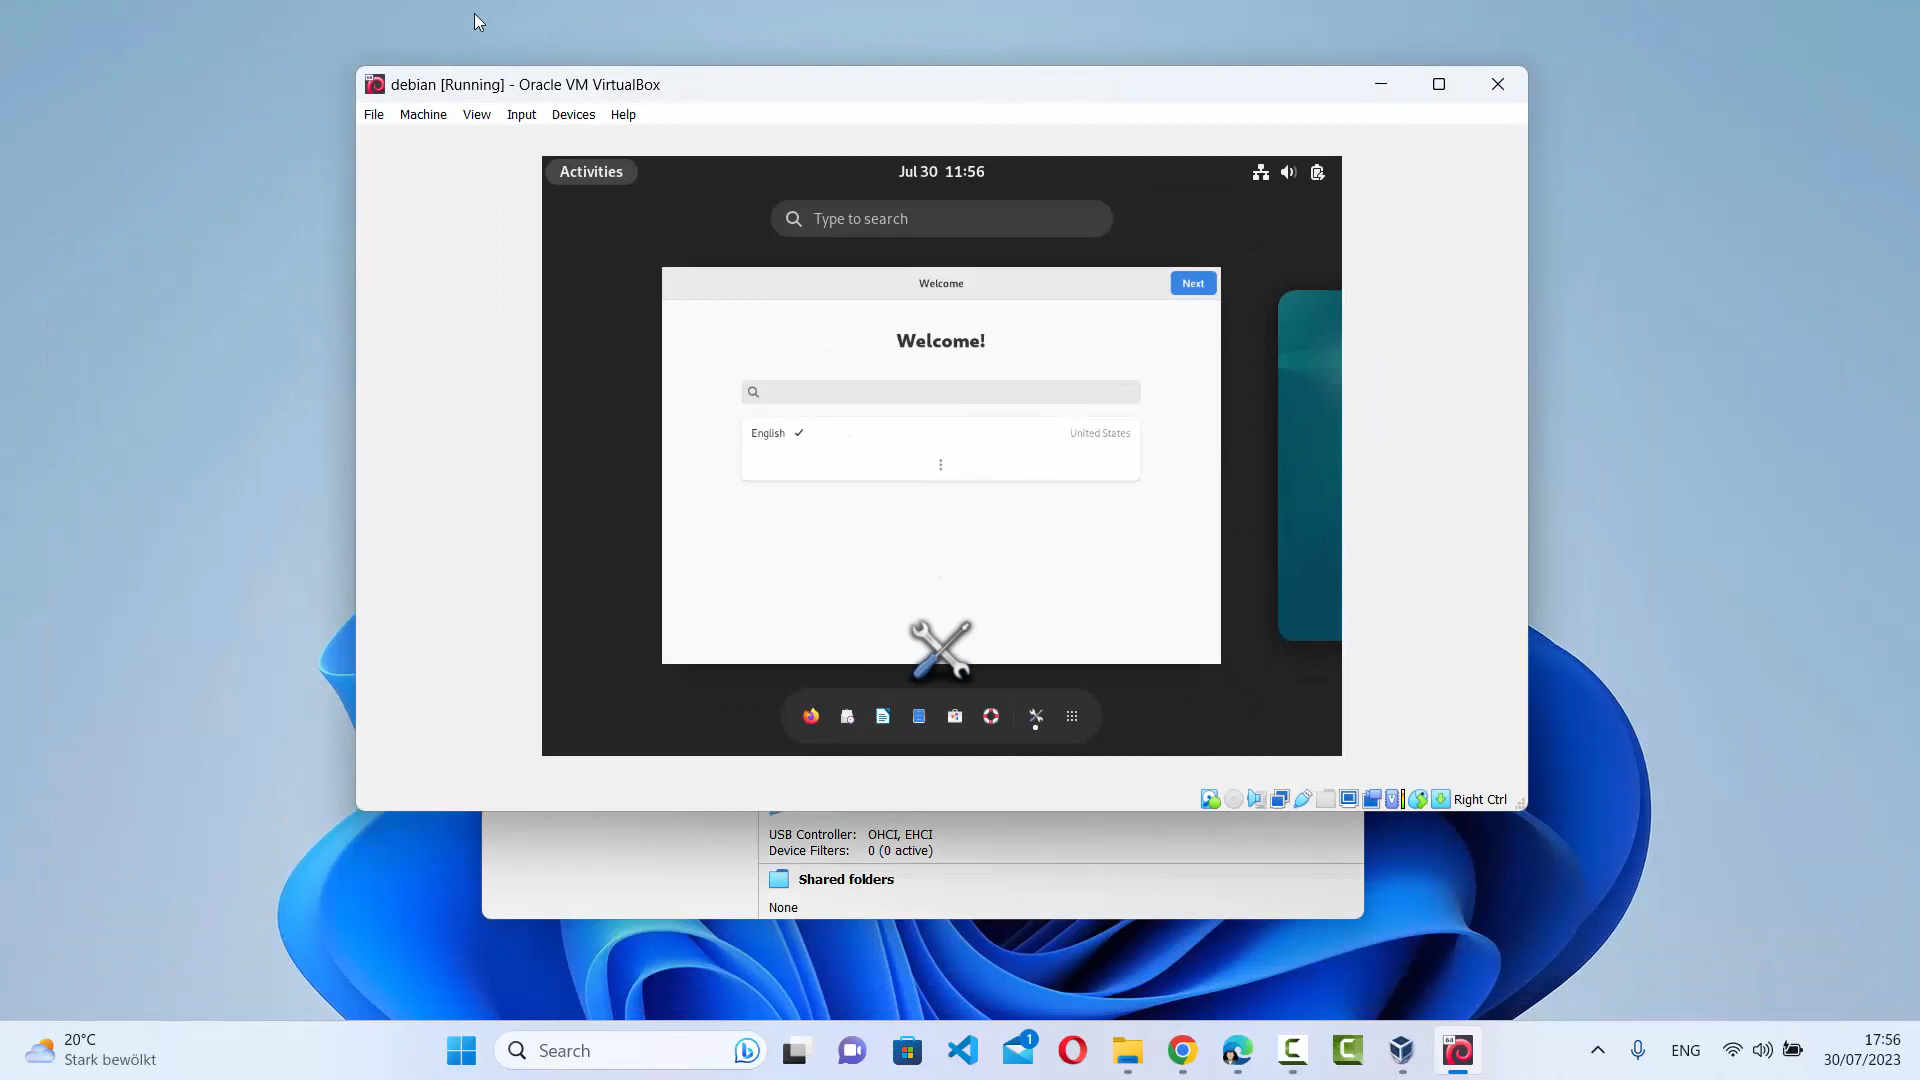 debian [Running] - Oracle VM VirtualBox
File Machine View Input Devices Help
Activities
Jul 30 11:56
Type to search
Welcome
Next
Welcome!
English
United States
Right Ctrl
USB Controller: OHCI, EHCI
Device Filters: 0 (0 active)
Shared folders
None
20°C
Stark bewölkt
Search
1
64
ENG
17:56
30/07/2023